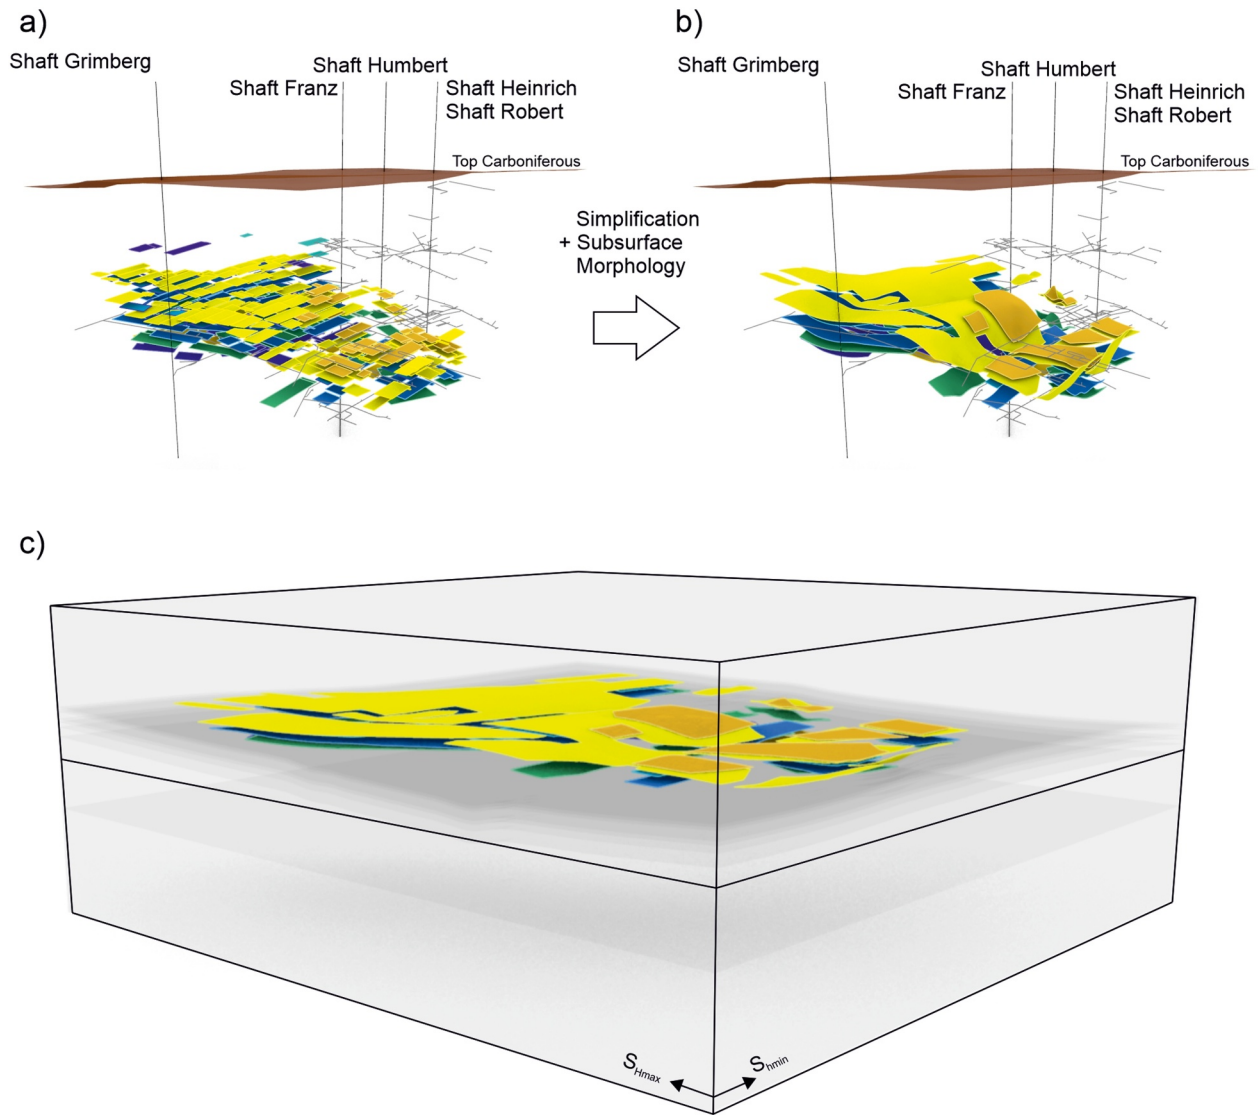 a)
Shaft Grimberg
Shaft Humbert
Shaft Franz
Shaft Heinrich
Shaft Robert
Top Carboniferous
Simplification
+ Subsurface
Morphology
b)
Shaft Grimberg
Shaft Humbert
Shaft Franz
Shaft Heinrich
Shaft Robert
Top Carboniferous
c)
SHmax
Shmin